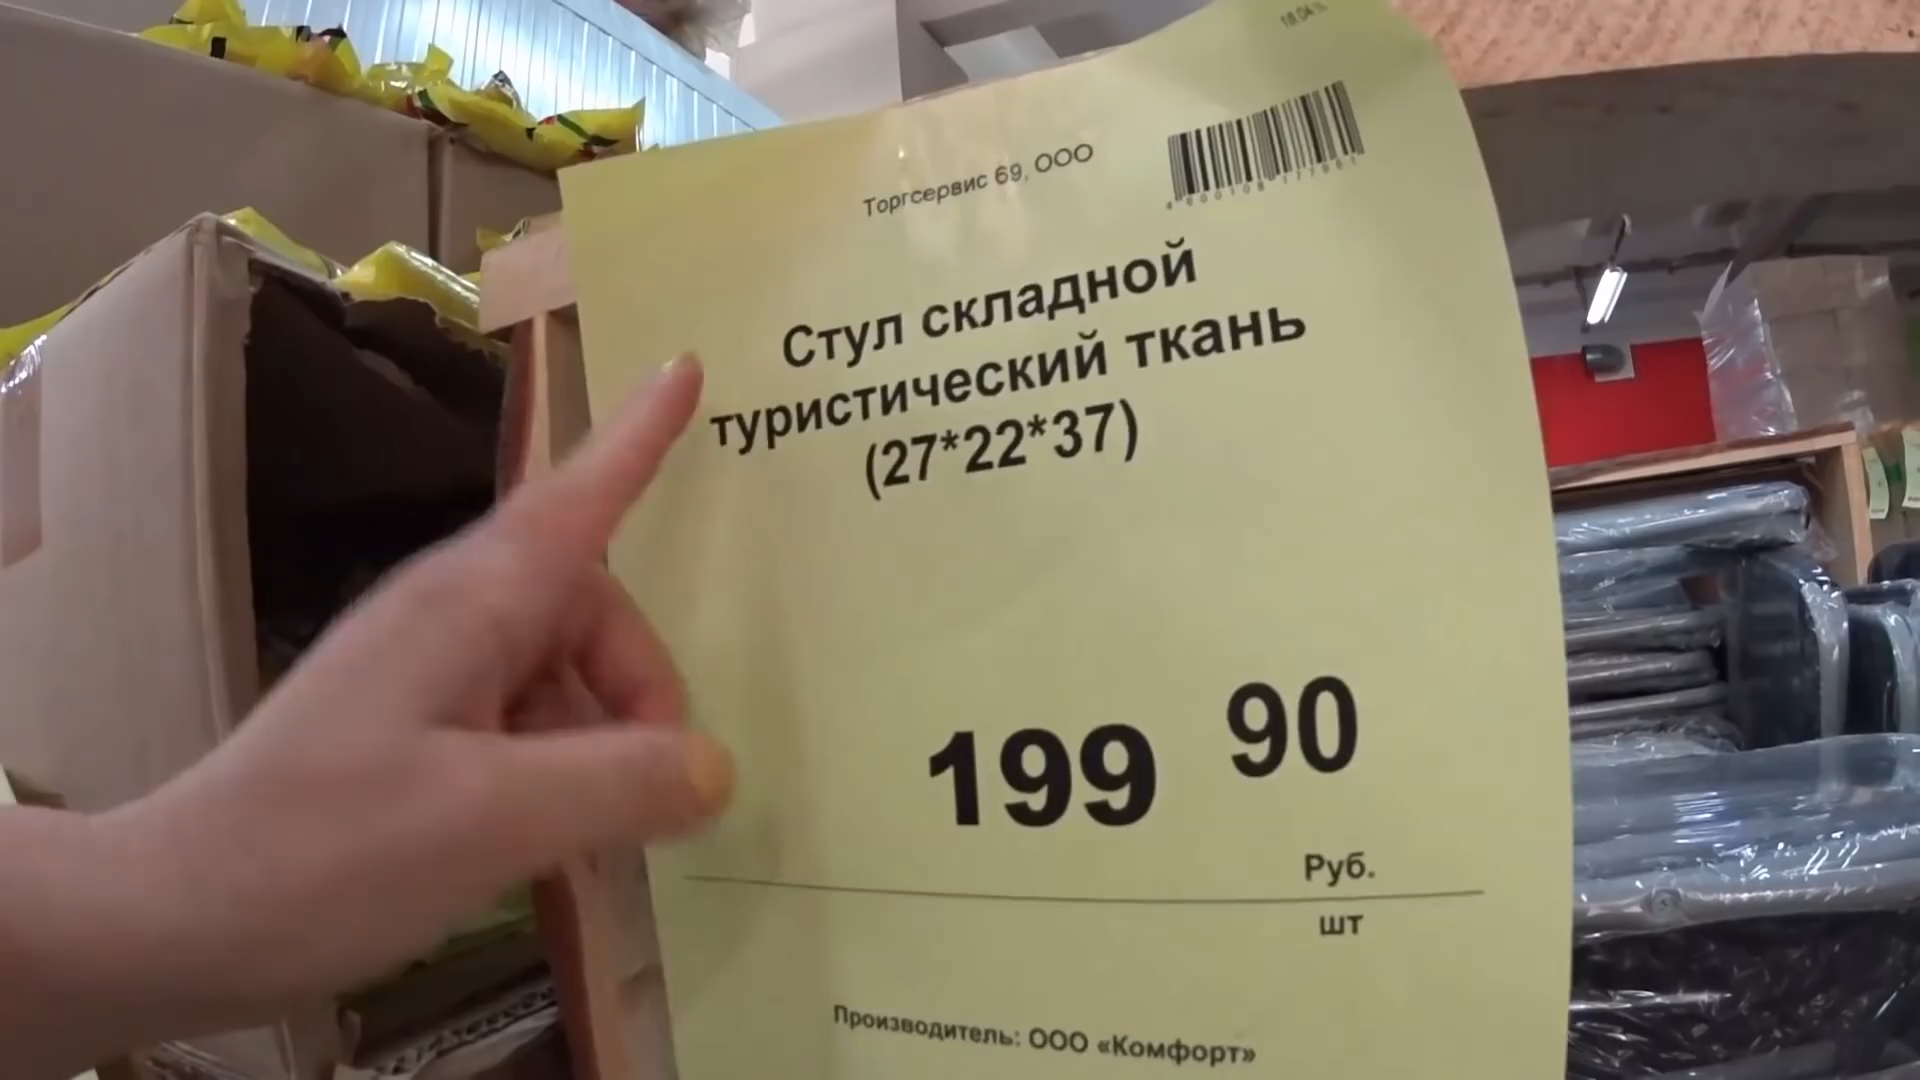 Торгсервис 69, ООО
Стул складной
туристический ткань
(27*22*37)
199 90
Руб.
шт
Производитель: ООО «Комфорт»